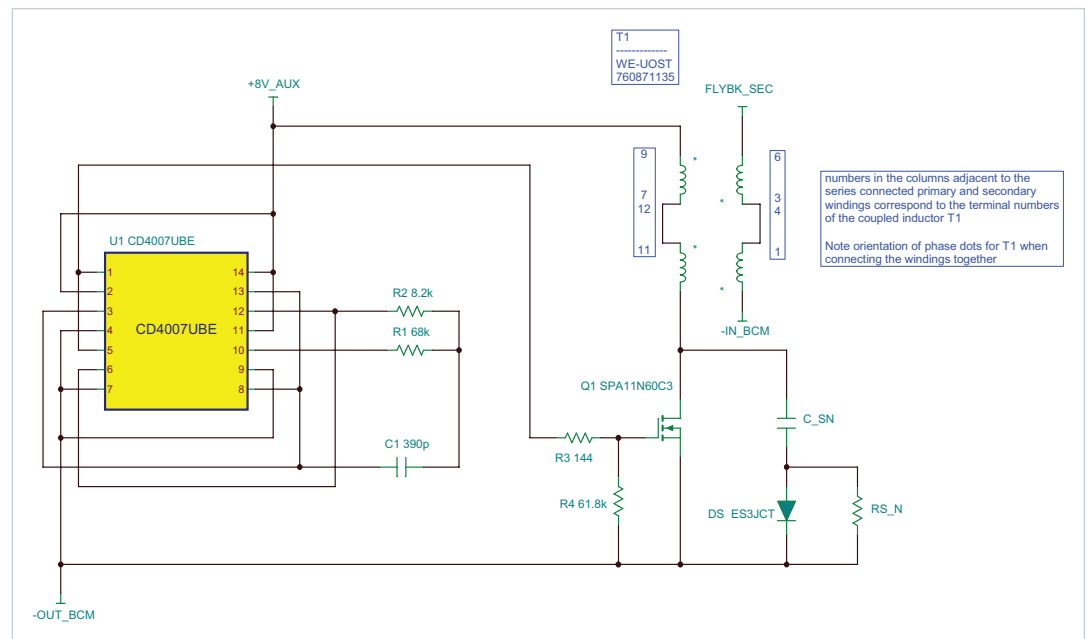 T1
--------------
WE-UOST
760871135
+8V_AUX
FLYBK_SEC
9
7
12
11
*
*
*
*
6
3
4
1
numbers in the columns adjacent to the
series connected primary and secondary
windings correspond to the terminal numbers
of the coupled inductor T1
Note orientation of phase dots for T1 when
connecting the windings together
-IN_BCM
U1 CD4007UBE
CD4007UBE
1
2
3
4
5
6
7
14
13
12
11
10
9
8
R2 8.2k
R1 68k
C1 390p
Q1 SPA11N60C3
R3 144
R4 61.8k
C_SN
DS ES3JCT
RS_N
-OUT_BCM